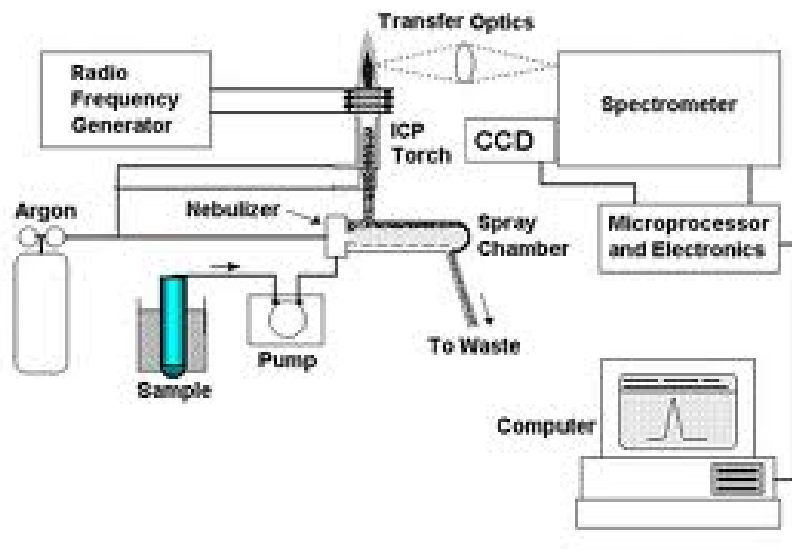 Transfer Optics
Radio
Frequency
Generator
Spectrometer
ICP
Torch
CCD
Argon
Nebulizer
Spray
Chamber
Microprocessor
and Electronics
Pump
To Waste
Sample
Computer